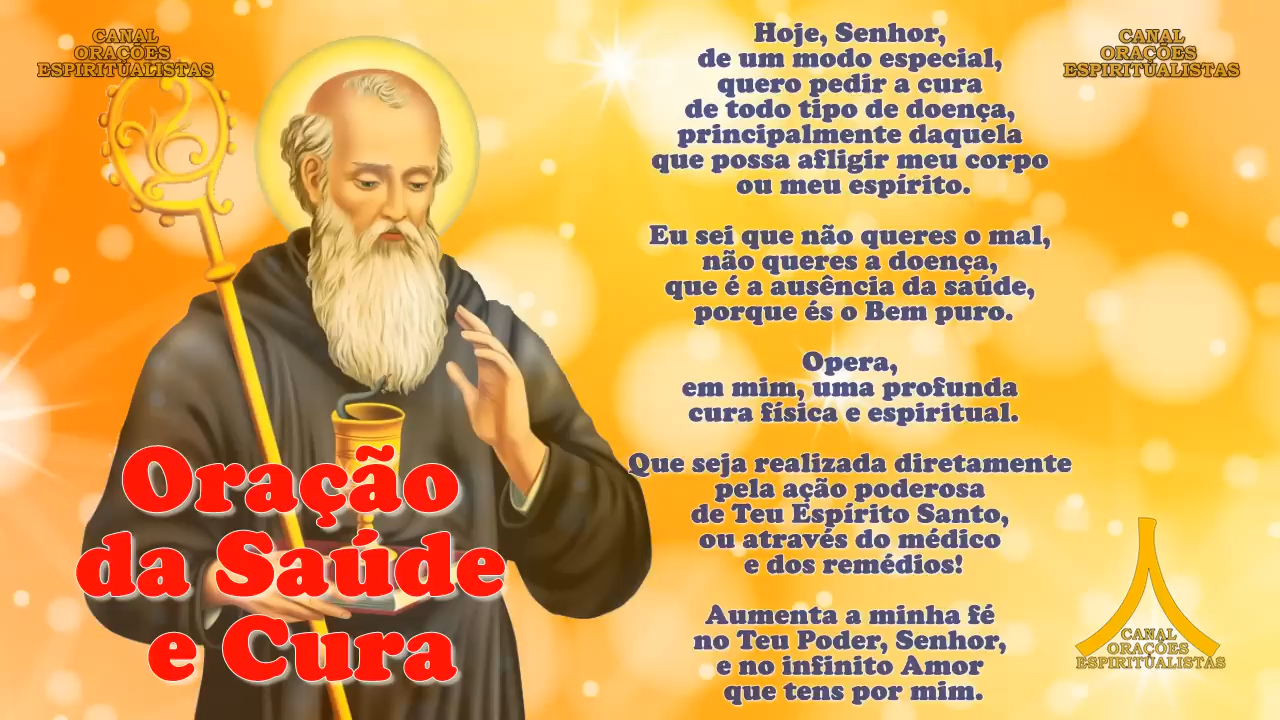 CANAL
ORAÇÕES
ESPIRITUALISTAS
Oração
da Saúde
e Cura
Hoje, Senhor,
de um modo especial,
quero pedir a cura
de todo tipo de doença,
principalmente daquela
que possa afligir meu corpo
ou meu espírito.
Eu sei que não queres o mal,
não queres a doença,
que é a ausência da saúde,
porque és o Bem puro.
Opera,
em mim, uma profunda
cura física e espiritual.
Que seja realizada diretamente
pela ação poderosa
de Teu Espírito Santo,
ou através do médico
e dos remédios!
Aumenta a minha fé
no Teu Poder, Senhor,
e no infinito Amor
que tens por mim.
CANAL
ORAÇÕES
ESPIRITUALISTAS
CANAL
ORAÇÕES
ESPIRITUALISTAS